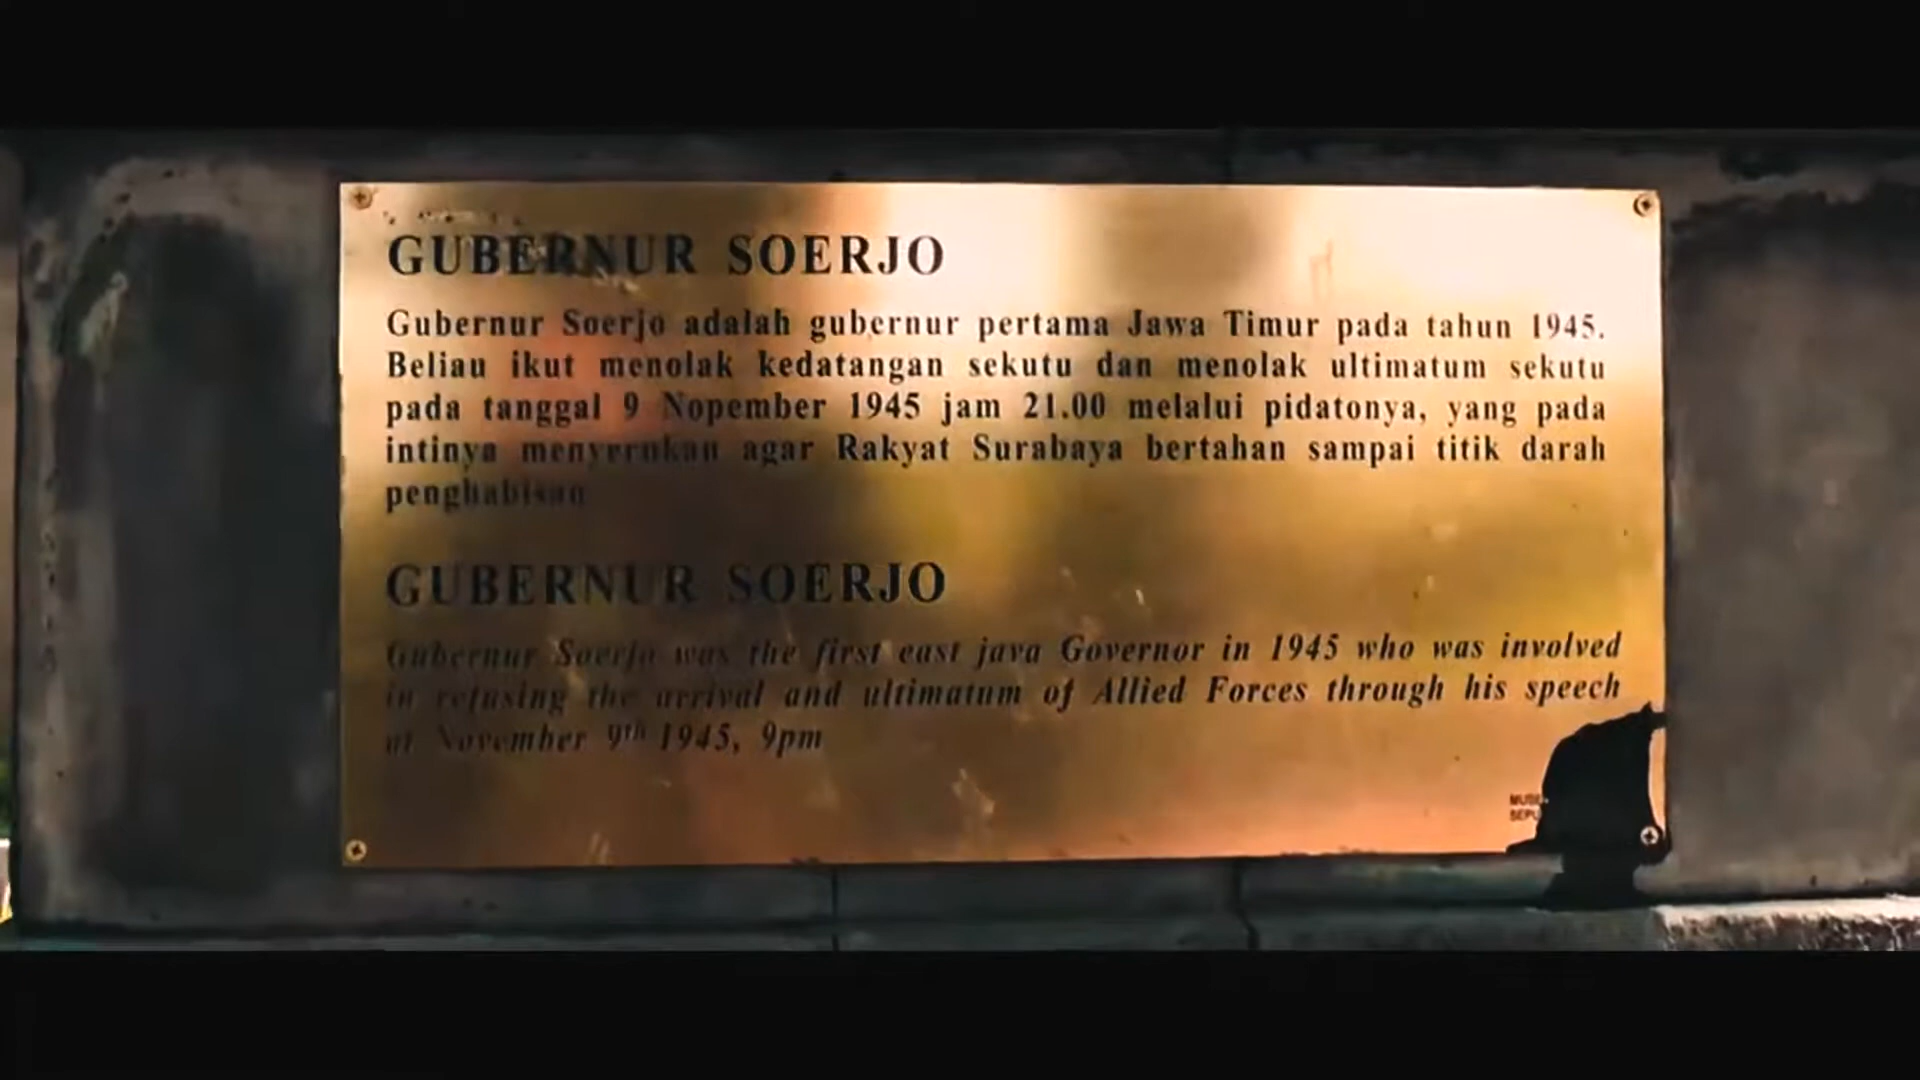 GUBERNUR SOERJO
Gubernur Soerjo adalah gubernur pertama Jawa Timur pada tahun 1945.
Beliau ikut menolak kedatangan sekutu dan menolak ultimatum sekutu
pada tanggal 9 Nopember 1945 jam 21.00 melalui pidatonya, yang pada
intinya menyerukan agar Rakyat Surabaya bertahan sampai titik darah
penghabisan
GUBERNUR SOERJO
Gubernur Soerjo was the first east java Governor in 1945 who was involved
in refusing the arrival and ultimatum of Allied Forces through his speech
at November 9th 1945, 9pm